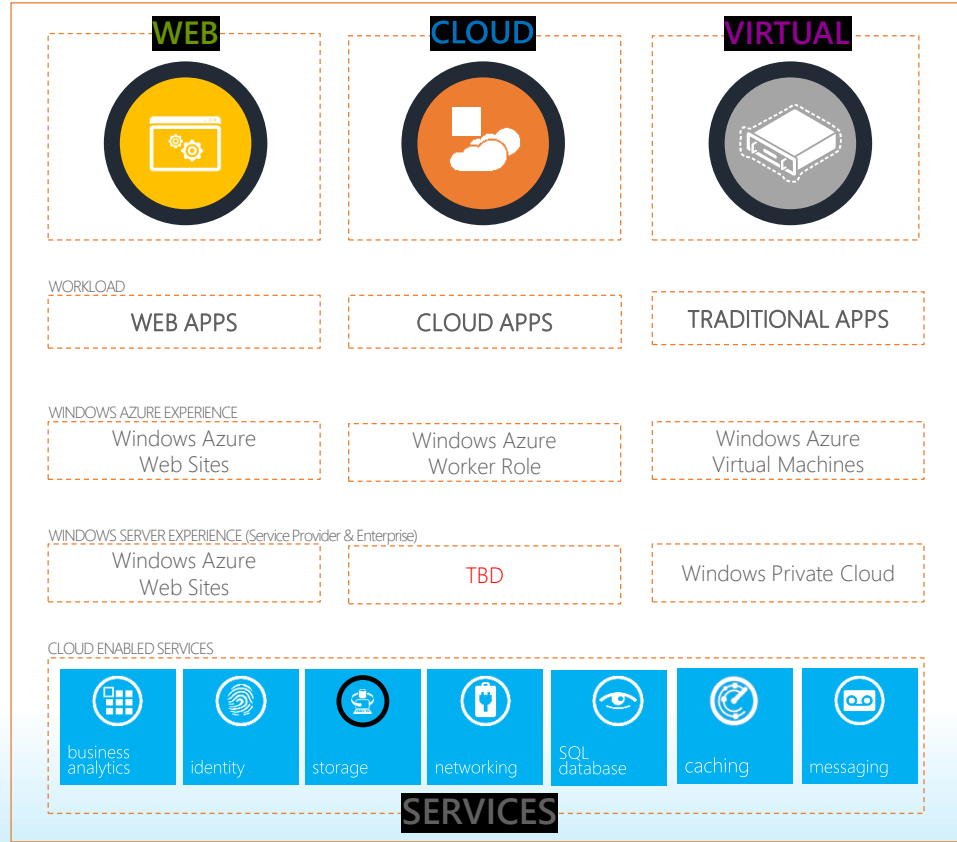 WEB
CLOUD
VIRTUAL
WORKLOAD
WEB APPS
CLOUD APPS
TRADITIONAL APPS
WINDOWS AZURE EXPERIENCE
Windows Azure
Web Sites
Windows Azure
Worker Role
Windows Azure
Virtual Machines
WINDOWS SERVER EXPERIENCE (Service Provider & Enterprise)
Windows Azure
Web Sites
TBD
Windows Private Cloud
CLOUD ENABLED SERVICES
business
analytics
identity
storage
networking
SQL
database
caching
messaging
SERVICES